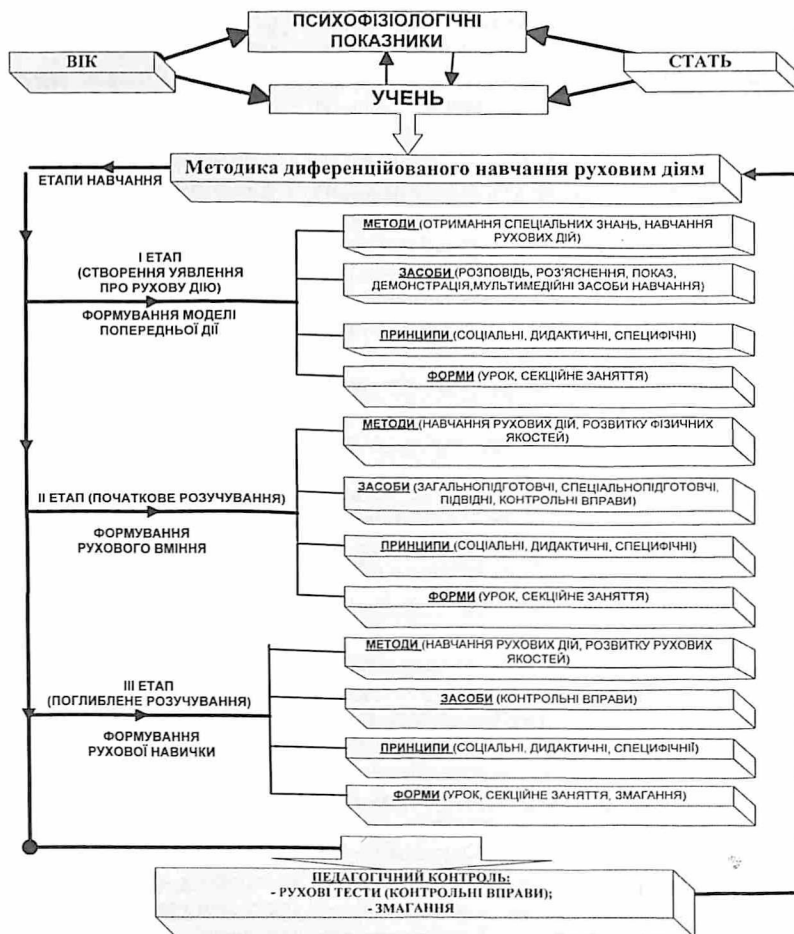 ПСИХОФІЗІОЛОГІЧНІ
ПОКАЗНИКИ
ВІК
СТАТЬ
УЧЕНЬ
Методика диференційованого навчання руховим діям
ЕТАПИ НАВЧАННЯ
І ЕТАП
(СТВОРЕННЯ УЯВЛЕННЯ
ПРО РУХОВУ ДІЮ)
ФОРМУВАННЯ МОДЕЛІ
ПОПЕРЕДНЬОЇ ДІЇ
МЕТОДИ (ОТРИМАННЯ СПЕЦІАЛЬНИХ ЗНАНЬ, НАВЧАННЯ
РУХОВИХ ДІЙ)
ЗАСОБИ (РОЗПОВІДЬ, РОЗ'ЯСНЕННЯ, ПОКАЗ,
ДЕМОНСТРАЦІЯ,МУЛЬТИМЕДІЙНІ ЗАСОБИ НАВЧАННЯ)
ПРИНЦИПИ (СОЦІАЛЬНІ, ДИДАКТИЧНІ, СПЕЦИФІЧНІ)
ФОРМИ (УРОК, СЕКЦІЙНЕ ЗАНЯТТЯ)
ІІ ЕТАП (ПОЧАТКОВЕ РОЗУЧУВАННЯ)
ФОРМУВАННЯ
РУХОВОГО ВМІННЯ
МЕТОДИ (НАВЧАННЯ РУХОВИХ ДІЙ, РОЗВИТКУ ФІЗИЧНИХ
ЯКОСТЕЙ)
ЗАСОБИ (ЗАГАЛЬНОПІДГОТОВЧІ, СПЕЦІАЛЬНОПІДГОТОВЧІ,
ПІДВІДНІ, КОНТРОЛЬНІ ВПРАВИ)
ПРИНЦИПИ (СОЦІАЛЬНІ, ДИДАКТИЧНІ, СПЕЦИФІЧНІ)
ФОРМИ (УРОК, СЕКЦІЙНЕ ЗАНЯТТЯ)
ІІІ ЕТАП
(ПОГЛИБЛЕНЕ РОЗУЧУВАННЯ)
ФОРМУВАННЯ
РУХОВОЇ НАВИЧКИ
МЕТОДИ (НАВЧАННЯ РУХОВИХ ДІЙ, РОЗВИТКУ РУХОВИХ
ЯКОСТЕЙ)
ЗАСОБИ (КОНТРОЛЬНІ ВПРАВИ)
ПРИНЦИПИ (СОЦІАЛЬНІ, ДИДАКТИЧНІ, СПЕЦИФІЧНІЇ)
ФОРМИ (УРОК, СЕКЦІЙНЕ ЗАНЯТТЯ, ЗМАГАННЯ)
ПЕДАГОГІЧНИЙ КОНТРОЛЬ:
- РУХОВІ ТЕСТИ (КОНТРОЛЬНІ ВПРАВИ);
- ЗМАГАННЯ